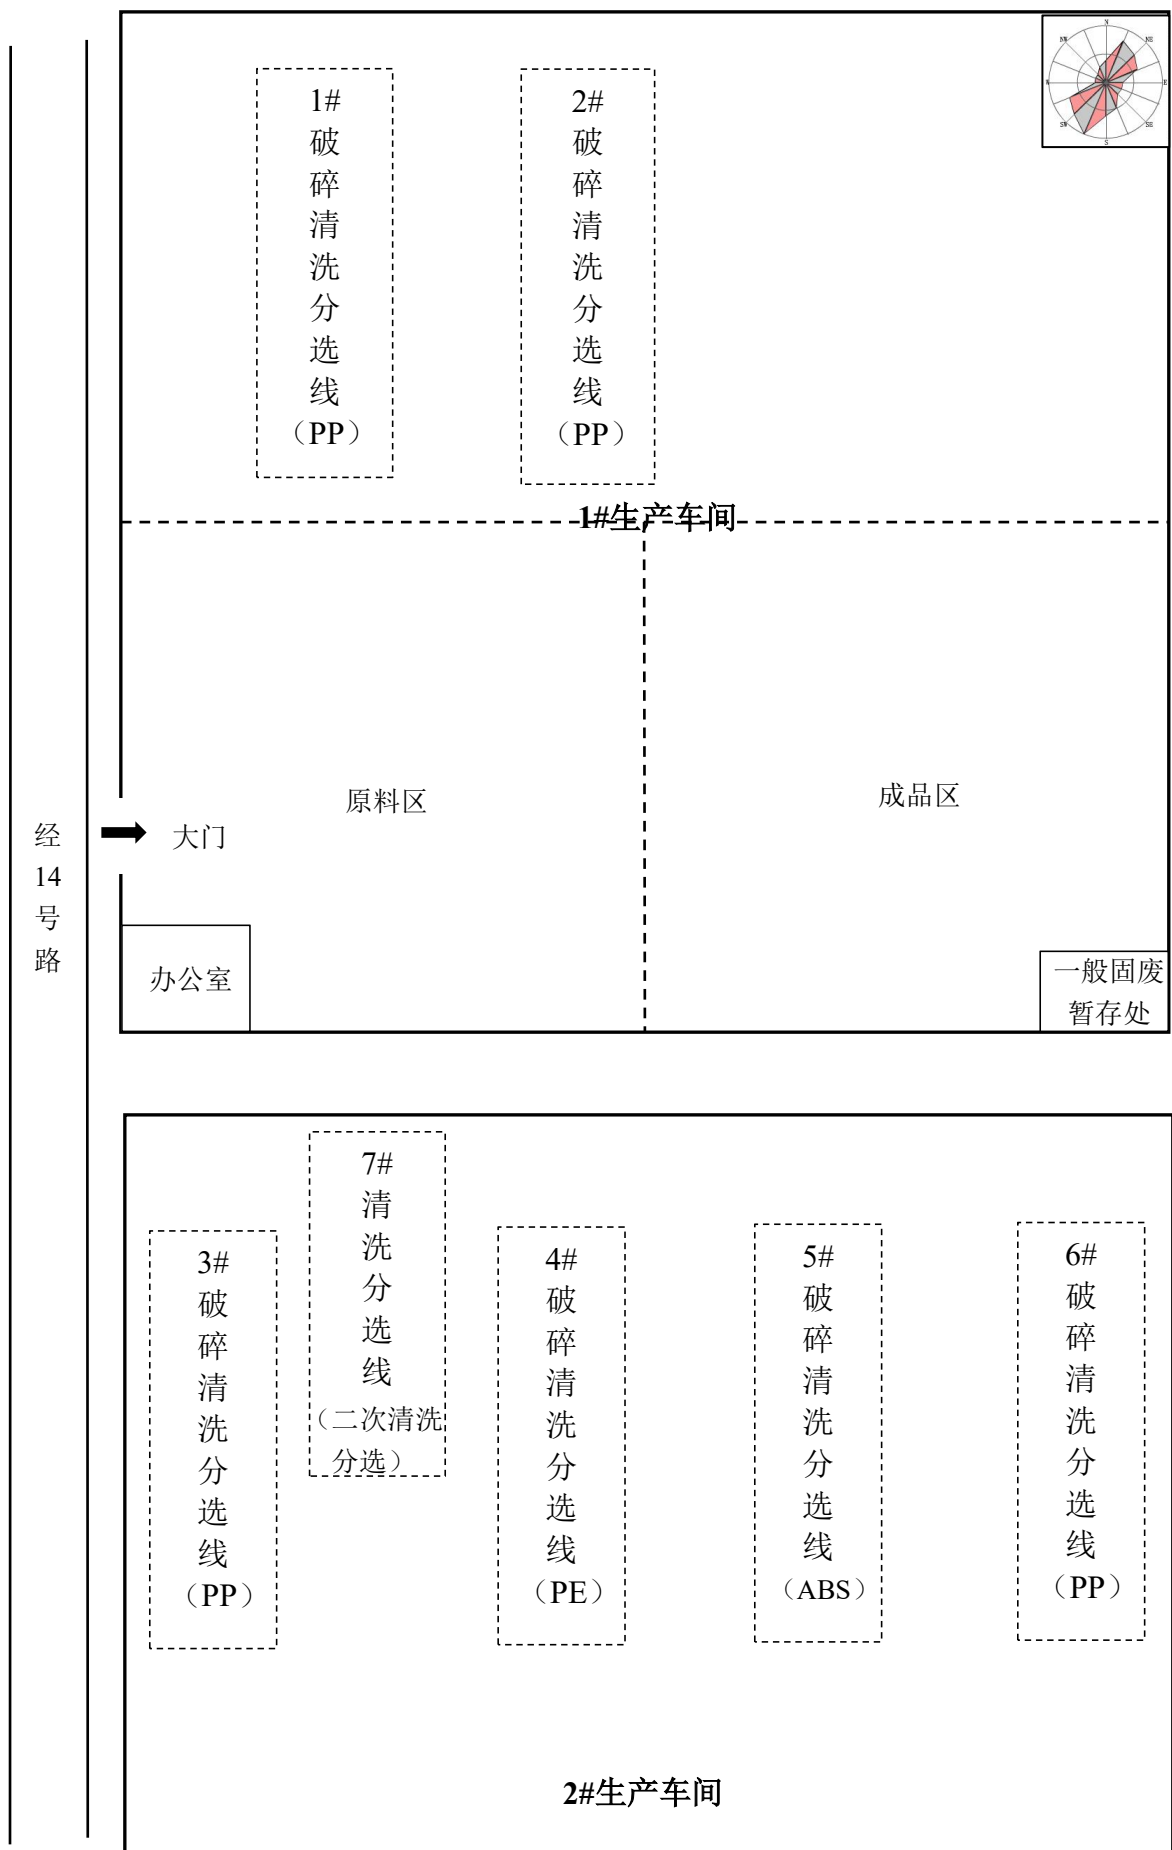 N
NE
E
SE
S
SW
W
NW
1#
破
碎
清
洗
分
选
线
（PP）
2#
破
碎
清
洗
分
选
线
（PP）
1#生产车间
原料区
成品区
大门
经
14
号
路
办公室
一般固废
暂存处
3#
破
碎
清
洗
分
选
线
（PP）
7#
清
洗
分
选
线
（二次清洗
分选）
4#
破
碎
清
洗
分
选
线
（PE）
5#
破
碎
清
洗
分
选
线
（ABS）
6#
破
碎
清
洗
分
选
线
（PP）
2#生产车间